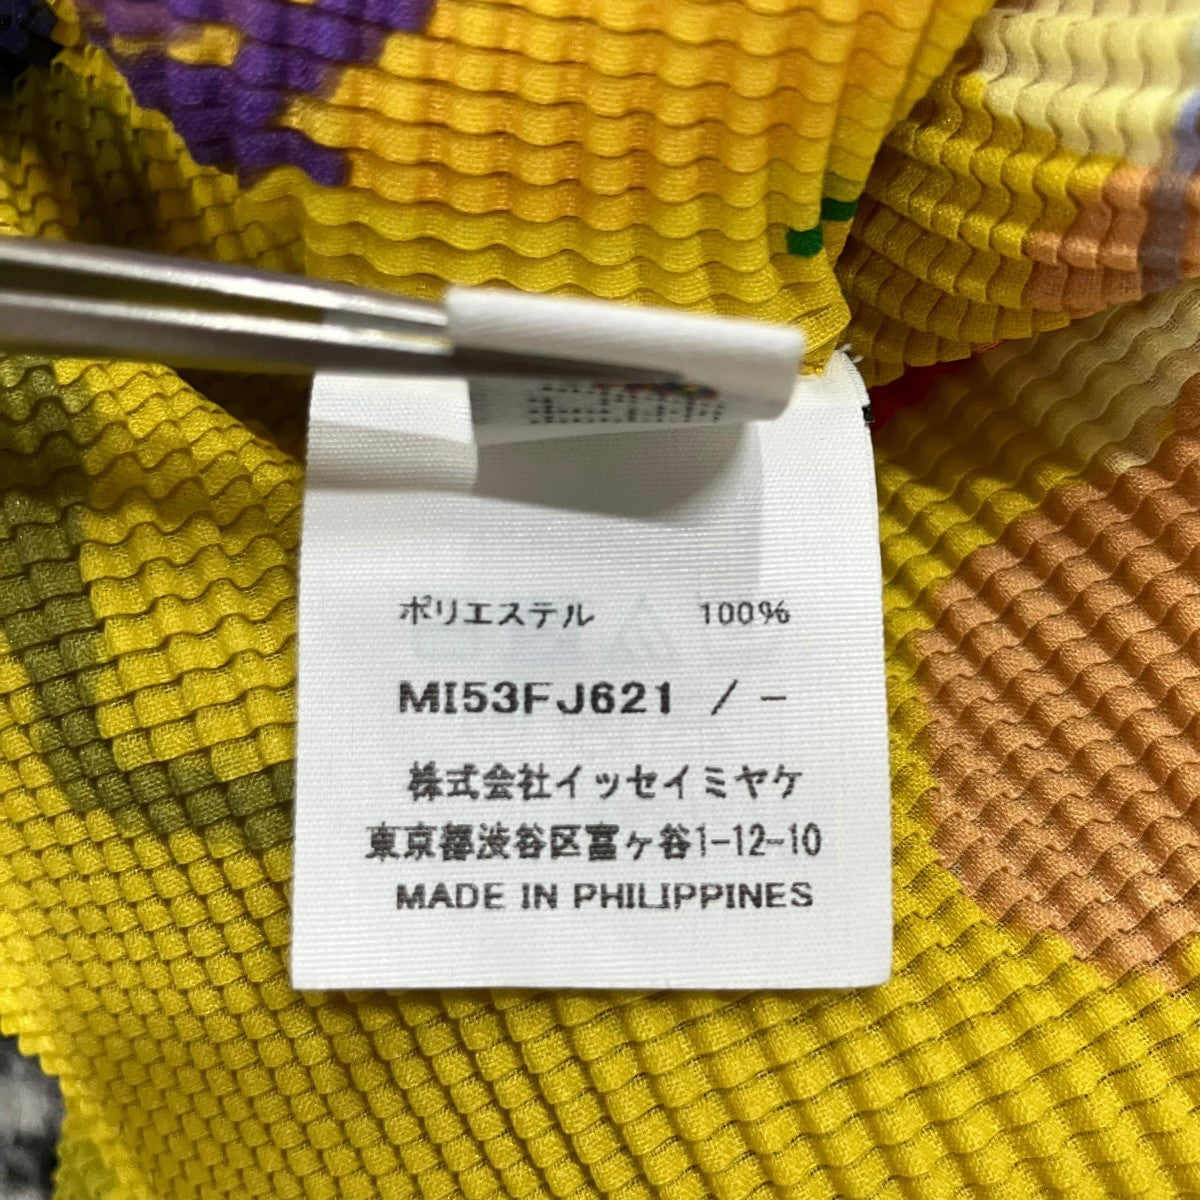 ポリエステル 100%
MI53FJ621 / -
株式会社イッセイミヤケ
東京都渋谷区富ヶ谷1-12-10
MADE IN PHILIPPINES